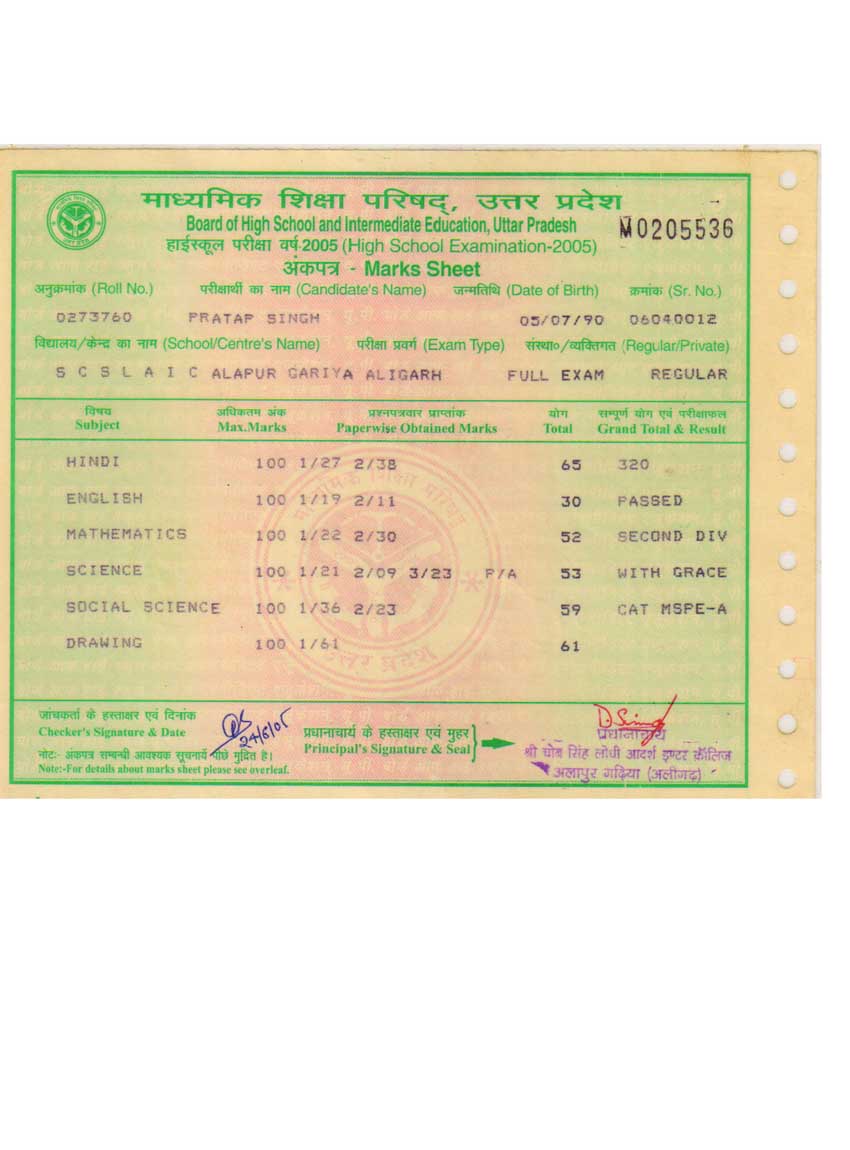 माध्यमिक शिक्षा परिषद्, उत्तर प्रदेश
Board of High School and Intermediate Education, Uttar Pradesh
M0205536
हाईस्कूल परीक्षा वर्ष-2005 (High School Examination-2005)
अंकपत्र - Marks Sheet
अनुक्रमांक (Roll No.) परीक्षार्थी का नाम (Candidate's Name) जन्मतिथि (Date of Birth) क्रमांक (Sr. No.)
0273760 PRATAP SINGH 05/07/90 06040012
विद्यालय/केन्द्र का नाम (School/Centre's Name) परीक्षा प्रवर्ग (Exam Type) संस्था०/व्यक्तिगत (Regular/Private)
S C S L A I C ALAPUR GARIYA ALIGARH FULL EXAM REGULAR
विषय अधिकतम अंक प्रश्नपत्रवार प्राप्तांक योग सम्पूर्ण योग एवं परीक्षाफल
Subject Max.Marks Paperwise Obtained Marks Total Grand Total & Result
HINDI 100 1/27 2/38 65 320
ENGLISH 100 1/19 2/11 30 PASSED
MATHEMATICS 100 1/22 2/30 52 SECOND DIV
SCIENCE 100 1/21 2/09 3/23 P/A 53 WITH GRACE
SOCIAL SCIENCE 100 1/36 2/23 59 CAT MSPE-A
DRAWING 100 1/61 61
जांचकर्ता के हस्ताक्षर एवं दिनांक
Checker's Signature & Date
24/6/05
प्रधानाचार्य के हस्ताक्षर एवं मुहर
Principal's Signature & Seal
D.Singh
प्रधानाचार्य
श्री चोब सिंह लोधी आदर्श इण्टर कॉलिज
अलापुर गढ़िया (अलीगढ़)
नोट:- अंकपत्र सम्बन्धी आवश्यक सूचनायें पीछे मुद्रित है।
Note:-For details about marks sheet please see overleaf.